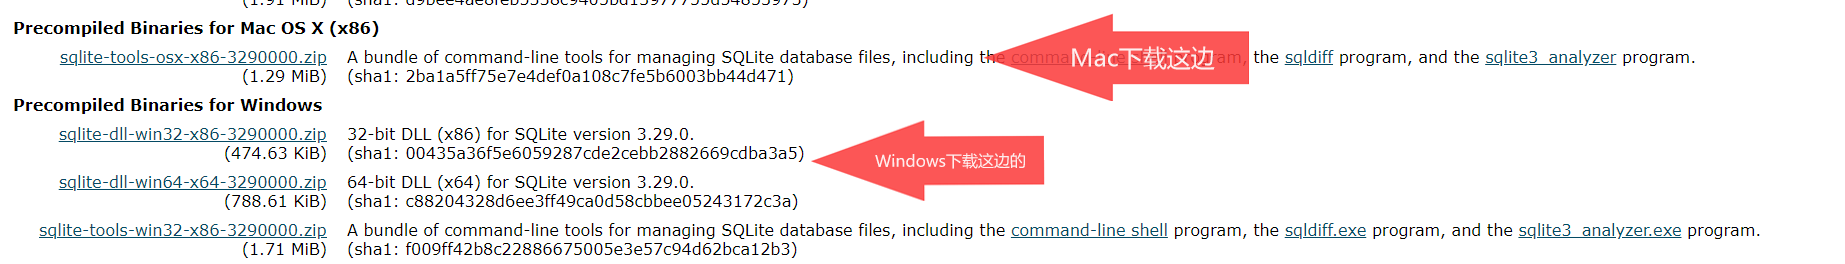 (1.91 MiB) (sha1: d9bee4ae8feb5538c9405bd15977755d54855975)
Precompiled Binaries for Mac OS X (x86)
sqlite-tools-osx-x86-3290000.zip A bundle of command-line tools for managing SQLite database files, including the command-line shell program, the sqldiff program, and the sqlite3_analyzer program.
Mac下载这边
(1.29 MiB) (sha1: 2ba1a5ff75e7e4def0a108c7fe5b6003bb44d471)
Precompiled Binaries for Windows
sqlite-dll-win32-x86-3290000.zip 32-bit DLL (x86) for SQLite version 3.29.0.
(474.63 KiB) (sha1: 00435a36f5e6059287cde2cebb2882669cdba3a5)
Windows下载这边的
sqlite-dll-win64-x64-3290000.zip 64-bit DLL (x64) for SQLite version 3.29.0.
(788.61 KiB) (sha1: c88204328d6ee3ff49ca0d58cbbee05243172c3a)
sqlite-tools-win32-x86-3290000.zip A bundle of command-line tools for managing SQLite database files, including the command-line shell program, the sqldiff.exe program, and the sqlite3_analyzer.exe program.
(1.71 MiB) (sha1: f009ff42b8c22886675005e3e57c94d62bca12b3)